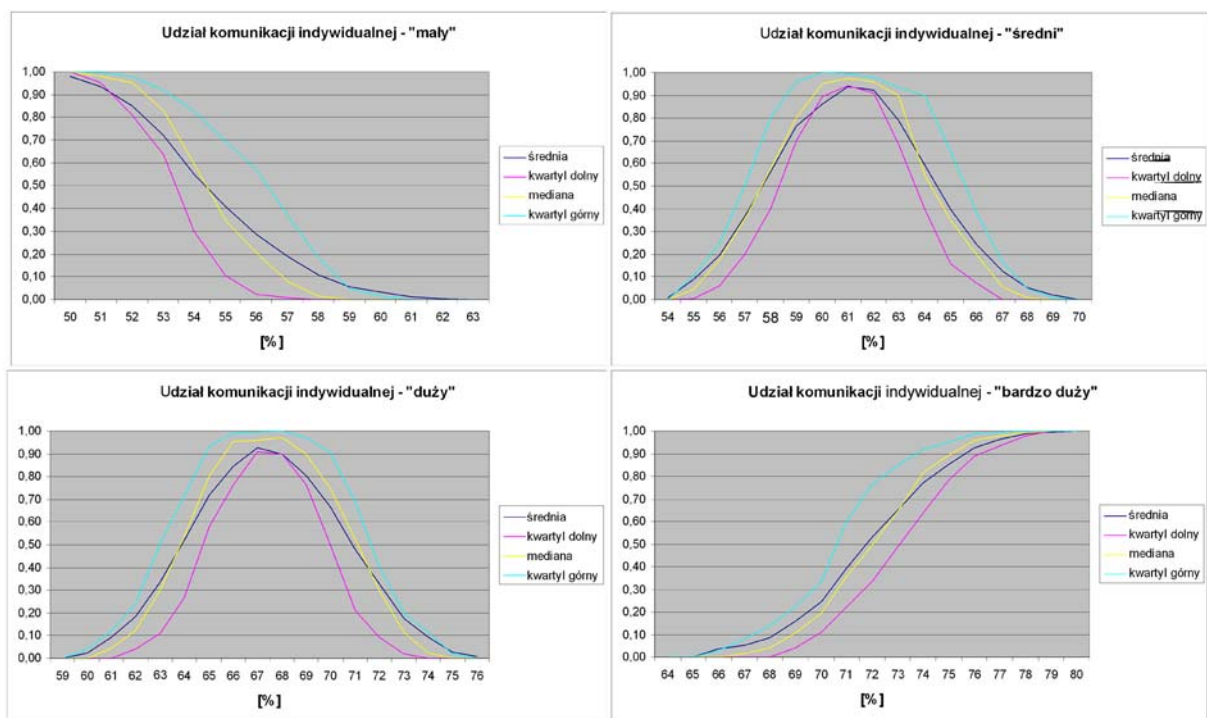 Udział komunikacji indywidualnej - "mały"
1,00
0,90
0,80
0,70
0,60
0,50
0,40
0,30
0,20
0,10
0,00
50 51 52 53 54 55 56 57 58 59 60 61 62 63
[%]
średnia
kwartyl dolny
mediana
kwartyl górny
Udział komunikacji indywidualnej - "średni"
1,00
0,90
0,80
0,70
0,60
0,50
0,40
0,30
0,20
0,10
0,00
54 55 56 57 58 59 60 61 62 63 64 65 66 67 68 69 70
[%]
średnia
kwartyl dolny
mediana
kwartyl górny
Udział komunikacji indywidualnej - "duży"
1,00
0,90
0,80
0,70
0,60
0,50
0,40
0,30
0,20
0,10
0,00
59 60 61 62 63 64 65 66 67 68 69 70 71 72 73 74 75 76
[%]
średnia
kwartyl dolny
mediana
kwartyl górny
Udział komunikacji indywidualnej - "bardzo duży"
1,00
0,90
0,80
0,70
0,60
0,50
0,40
0,30
0,20
0,10
0,00
64 65 66 67 68 69 70 71 72 73 74 75 76 77 78 79 80
[%]
średnia
kwartyl dolny
mediana
kwartyl górny